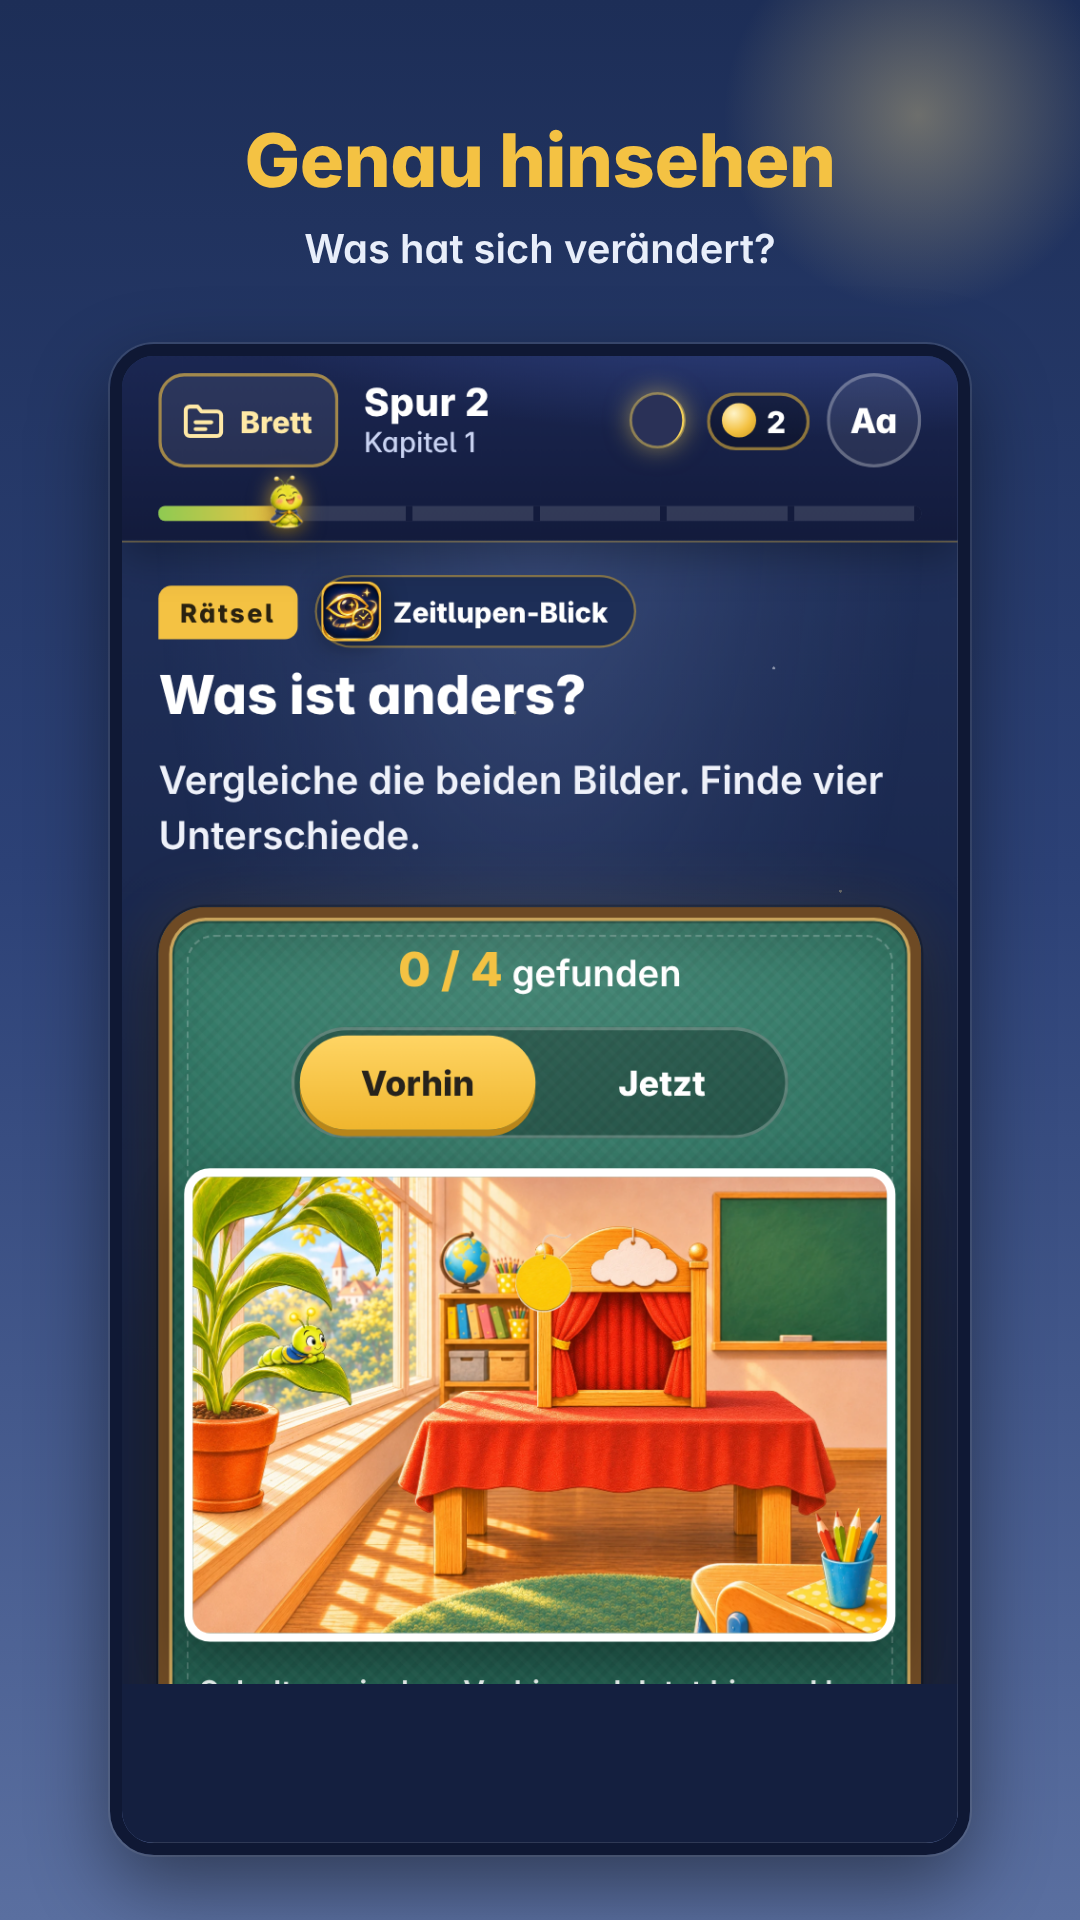 Genau hinsehen
Was hat sich verändert?
Brett
Spur 2
Kapitel 1
2
Aa
Rätsel
Zeitlupen-Blick
Was ist anders?
Vergleiche die beiden Bilder. Finde vier
Unterschiede.
0 / 4 gefunden
Vorhin
Jetzt